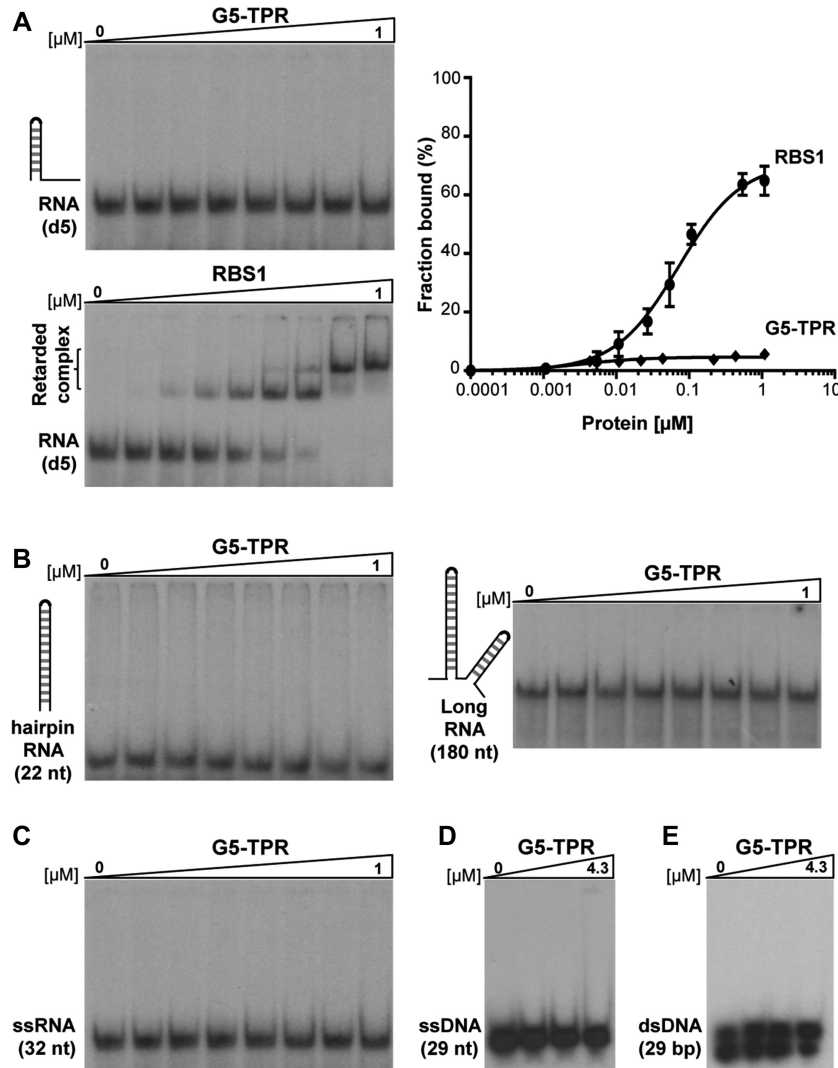 A
G5-TPR
[µM]
0
1
RNA
(d5)
RBS1
[µM]
0
1
Retarded
complex
RNA
(d5)
Fraction bound (%)
100
80
60
40
20
0
0.0001
0.001
0.01
0.1
1
10
Protein [µM]
RBS1
G5-TPR
B
G5-TPR
[µM]
0
1
hairpin
RNA
(22 nt)
G5-TPR
[µM]
0
1
Long
RNA
(180 nt)
C
G5-TPR
[µM]
0
1
ssRNA
(32 nt)
D
G5-TPR
[µM]
0
4.3
ssDNA
(29 nt)
E
G5-TPR
[µM]
0
4.3
dsDNA
(29 bp)